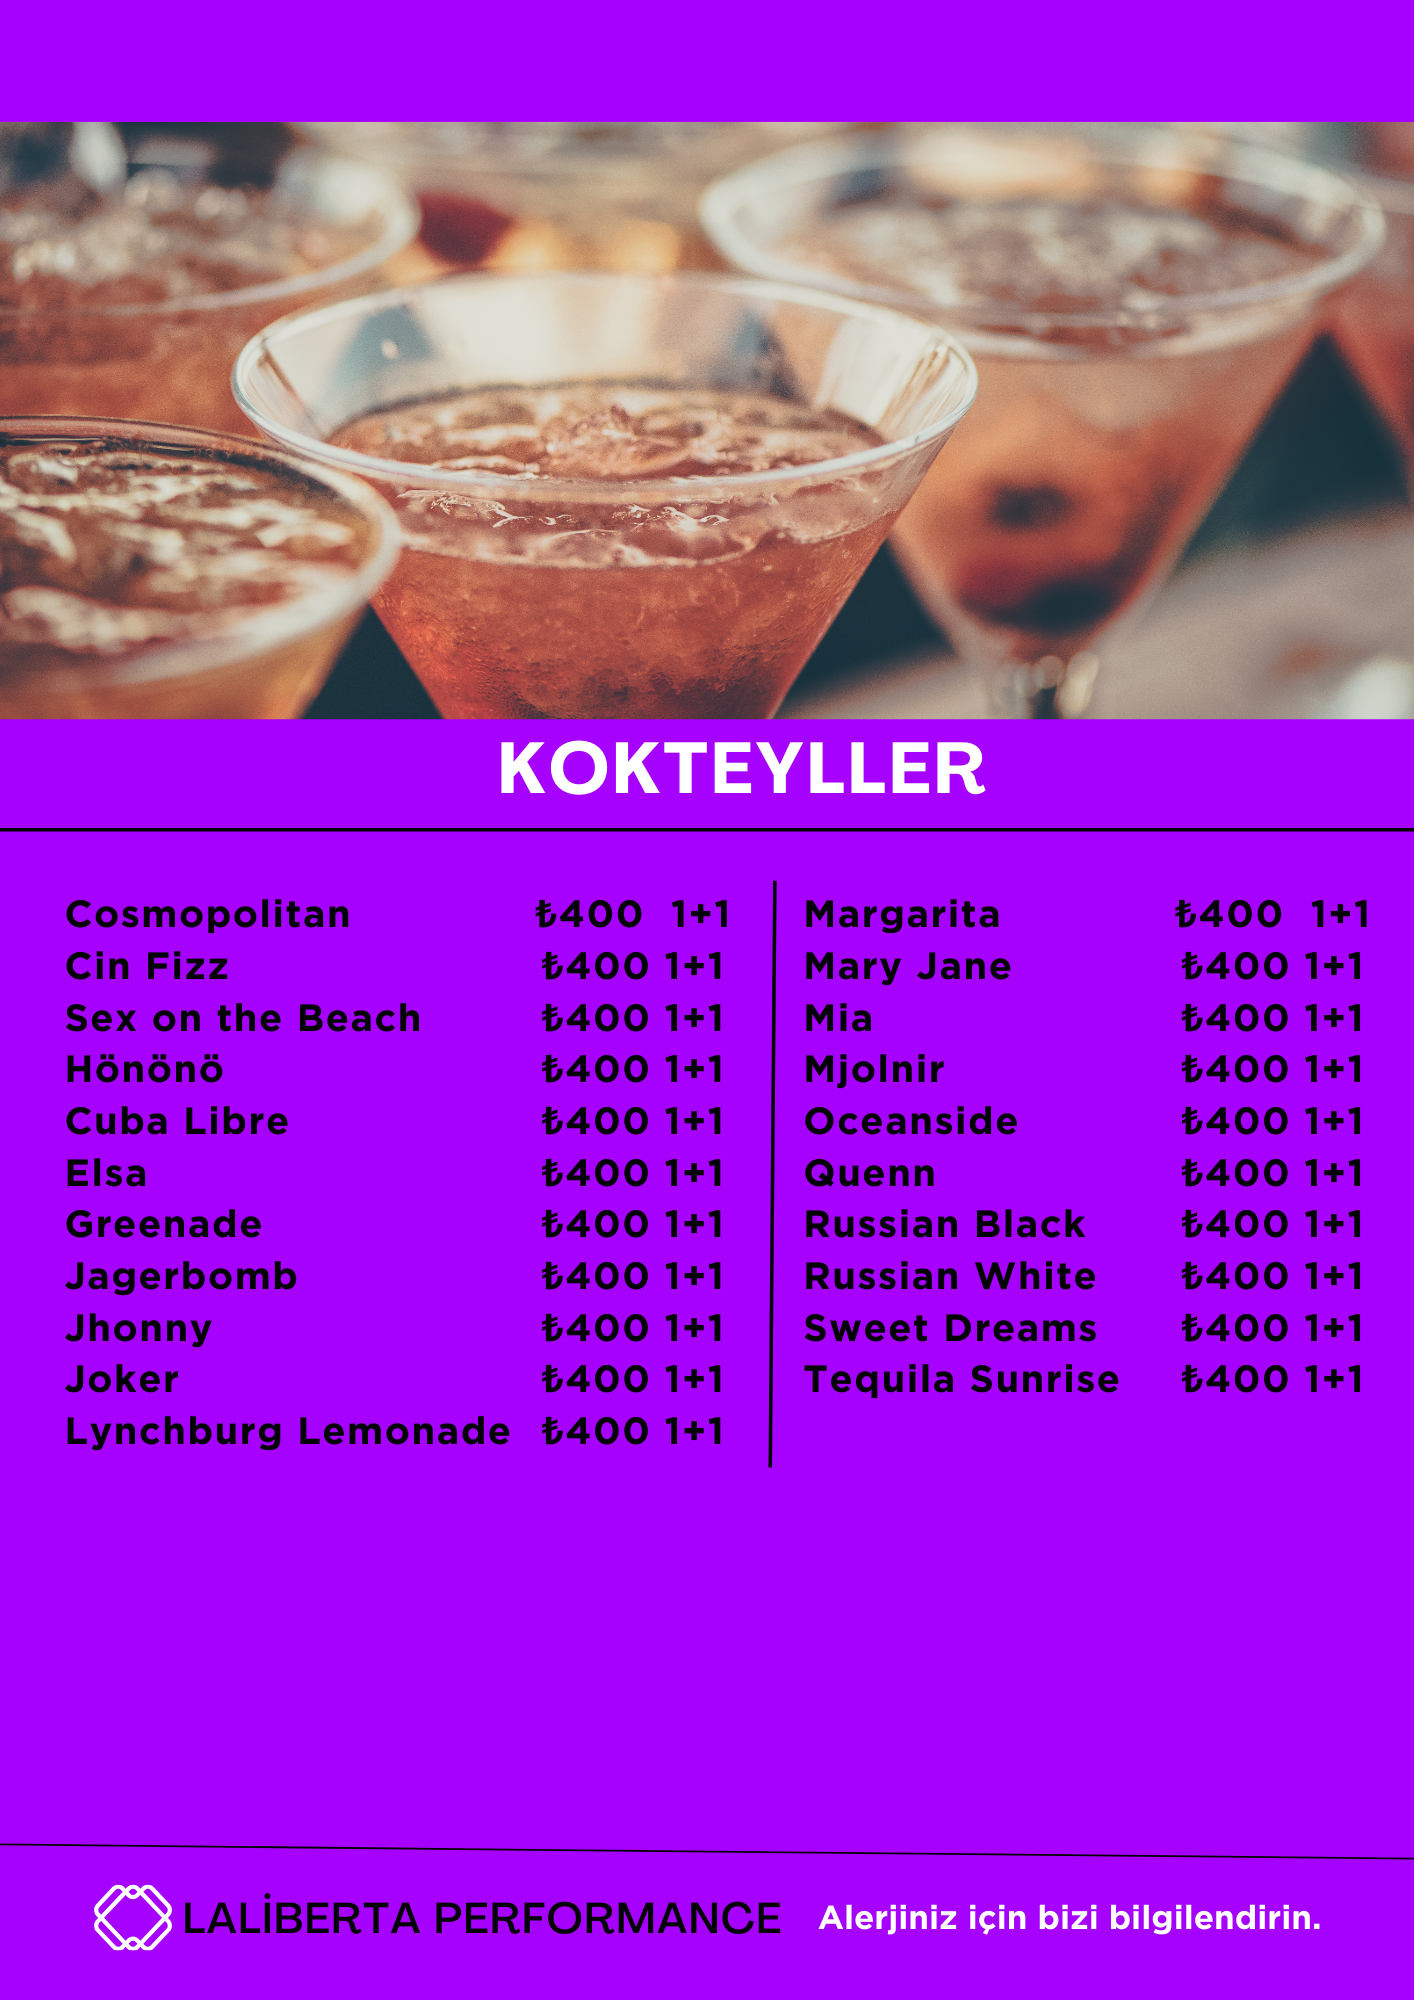 KOKTEYLLER
Cosmopolitan ₺400 1+1
Cin Fizz ₺400 1+1
Sex on the Beach ₺400 1+1
Hönönö ₺400 1+1
Cuba Libre ₺400 1+1
Elsa ₺400 1+1
Greenade ₺400 1+1
Jagerbomb ₺400 1+1
Jhonny ₺400 1+1
Joker ₺400 1+1
Lynchburg Lemonade ₺400 1+1
Margarita ₺400 1+1
Mary Jane ₺400 1+1
Mia ₺400 1+1
Mjolnir ₺400 1+1
Oceanside ₺400 1+1
Quenn ₺400 1+1
Russian Black ₺400 1+1
Russian White ₺400 1+1
Sweet Dreams ₺400 1+1
Tequila Sunrise ₺400 1+1
LALİBERTA PERFORMANCE
Alerjiniz için bizi bilgilendirin.